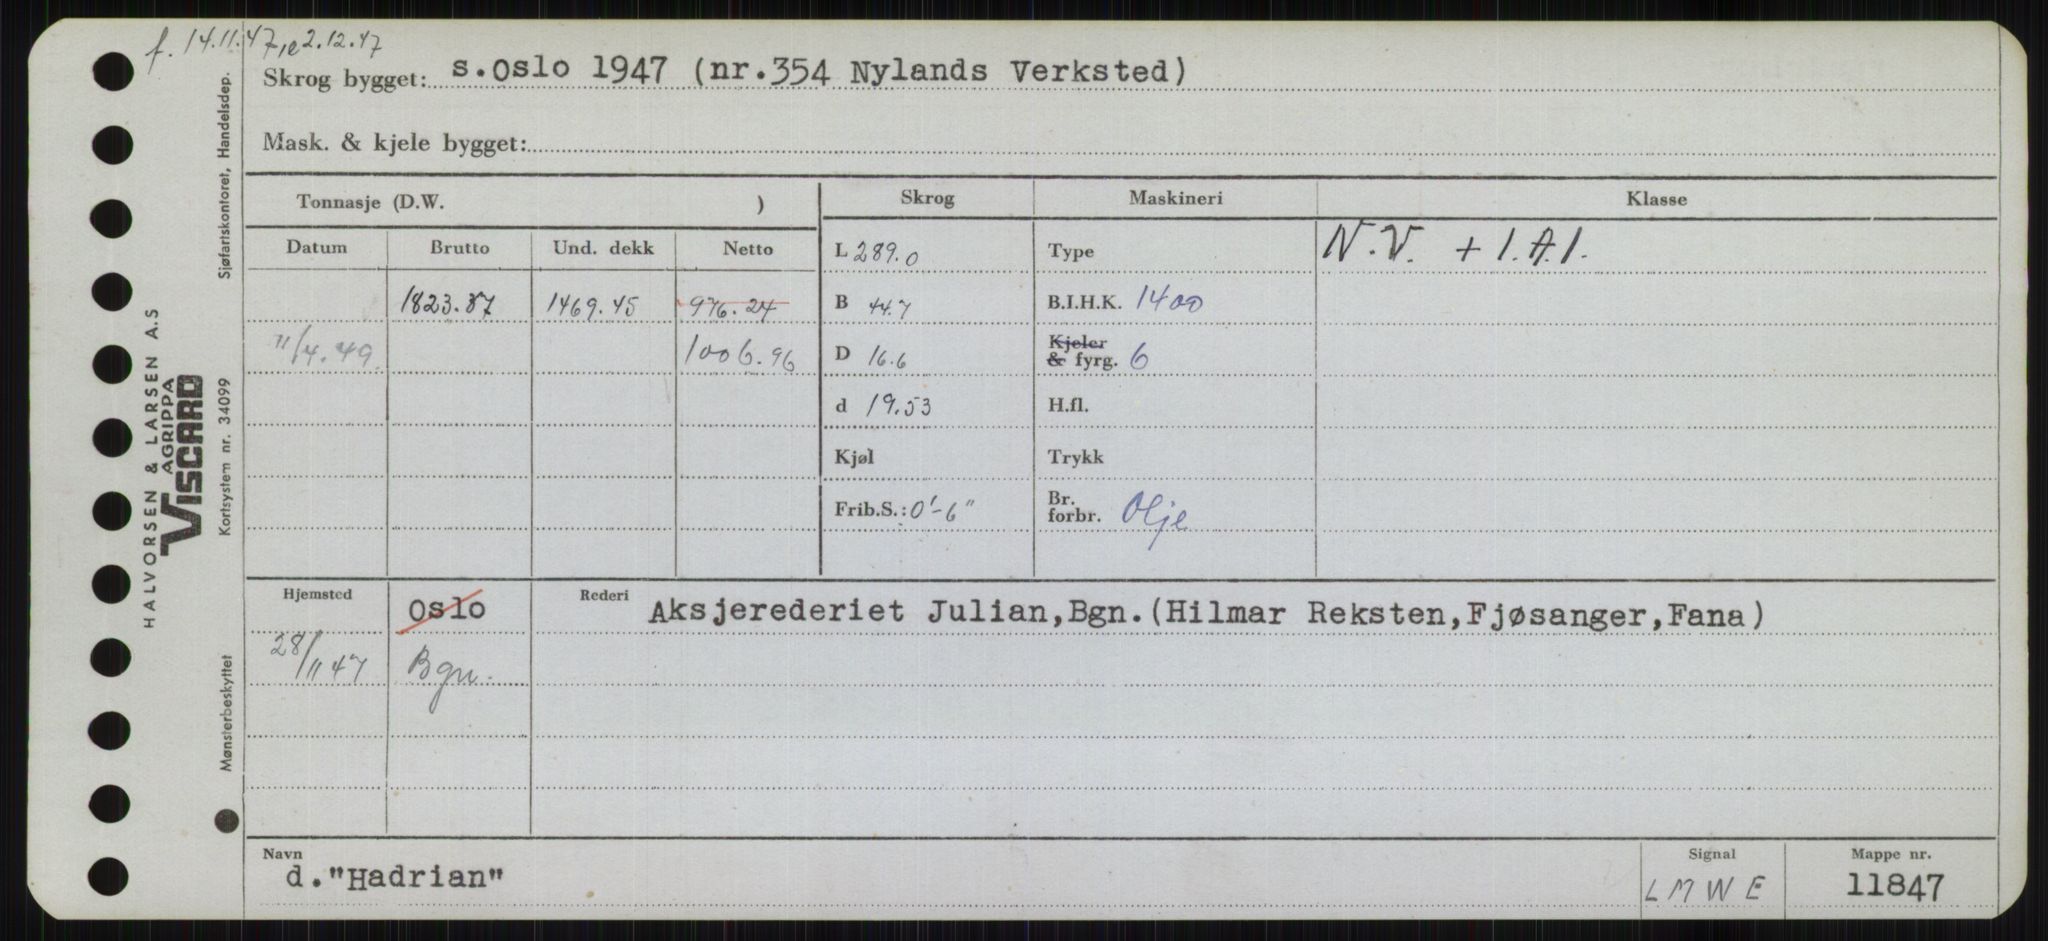 f. 14.11.47, e 2.12.47
Skrog bygget: s.Oslo 1947 (nr.354 Nylands Verksted)
Mask. & kjele bygget:
Tonnasje (D.W. ) Skrog Maskineri Klasse
Datum Brutto Und. dekk Netto L 289.0 Type N.V. + 1.A.1.
1823.87 1469.45 976.24 B 44.7 B.I.H.K. 1400
11/4.49 1006.96 D 16.6 Kjeler & fyrg. 6
d 19.53 H.fl.
Kjøl Trykk
Frib.S.: 0'-6" Br. forbr. Olje
Hjemsted Oslo Rederi Aksjerederiet Julian,Bgn.(Hilmar Reksten,Fjøsanger,Fana)
28/11 47 Bgn.
Navn Signal Mappe nr.
d."Hadrian" LMWE 11847
HALVORSEN & LARSEN A.S
AGRIPPA
VISCARD
Mønsterbeskyttet Kortsystem nr. 34099 Sjøfartskontoret, Handelsdep.